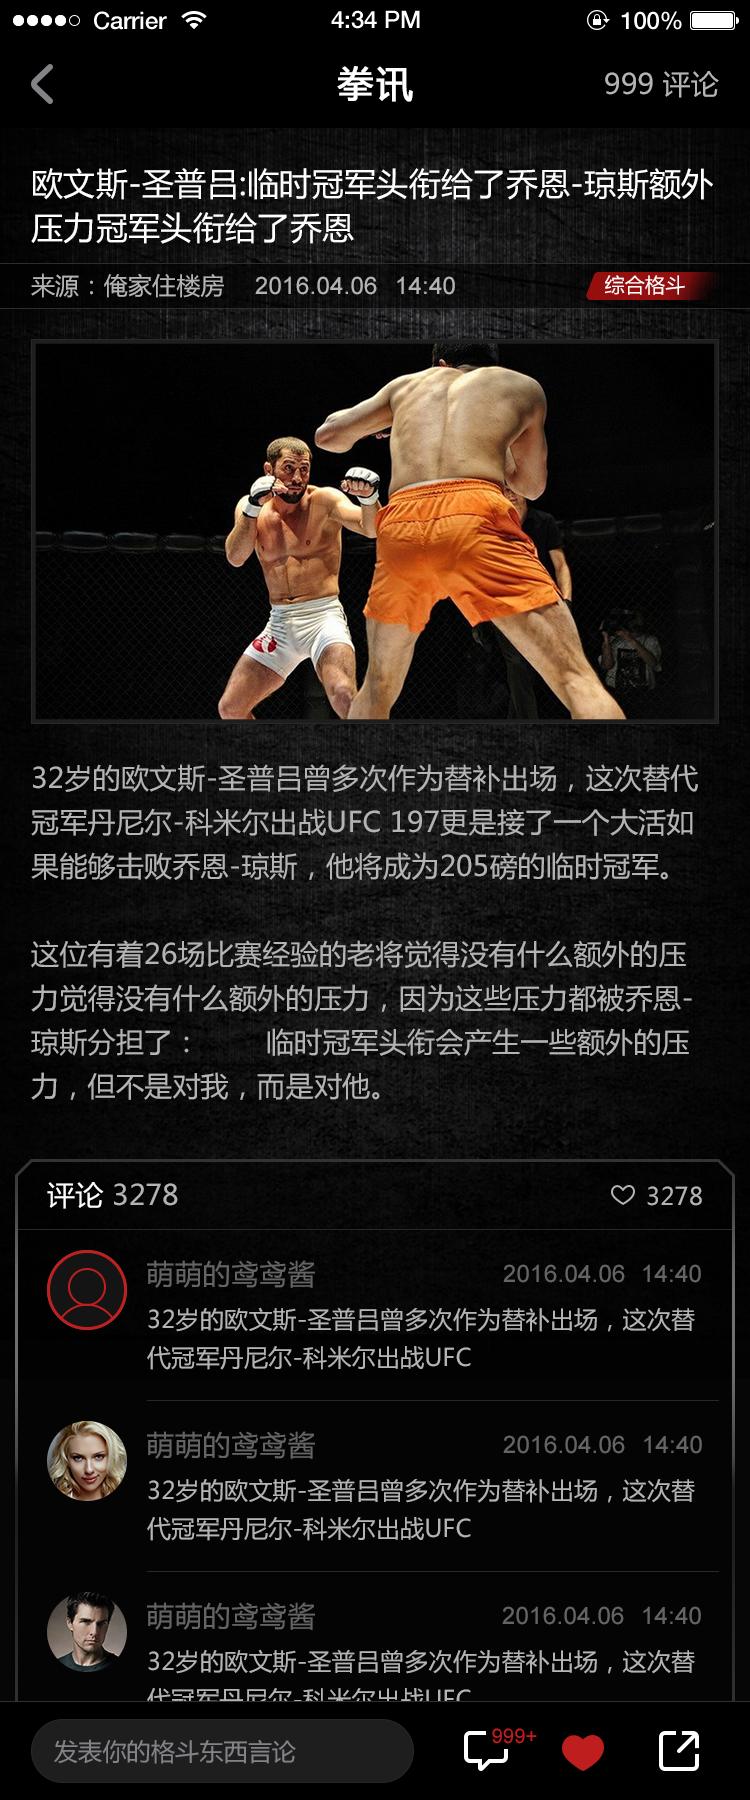 Carrier 4:34 PM 100%
拳讯 999 评论
欧文斯-圣普吕:临时冠军头衔给了乔恩-琼斯额外
压力冠军头衔给了乔恩
来源：俺家住楼房 2016.04.06 14:40 综合格斗
32岁的欧文斯-圣普吕曾多次作为替补出场，这次替代
冠军丹尼尔-科米尔出战UFC 197更是接了一个大活如
果能够击败乔恩-琼斯，他将成为205磅的临时冠军。
这位有着26场比赛经验的老将觉得没有什么额外的压
力觉得没有什么额外的压力，因为这些压力都被乔恩-
琼斯分担了： 临时冠军头衔会产生一些额外的压
力，但不是对我，而是对他。
评论 3278 3278
萌萌的鸢鸢酱 2016.04.06 14:40
32岁的欧文斯-圣普吕曾多次作为替补出场，这次替
代冠军丹尼尔-科米尔出战UFC
萌萌的鸢鸢酱 2016.04.06 14:40
32岁的欧文斯-圣普吕曾多次作为替补出场，这次替
代冠军丹尼尔-科米尔出战UFC
萌萌的鸢鸢酱 2016.04.06 14:40
32岁的欧文斯-圣普吕曾多次作为替补出场，这次替
代冠军丹尼尔-科米尔出战UFC
发表你的格斗东西言论 999+